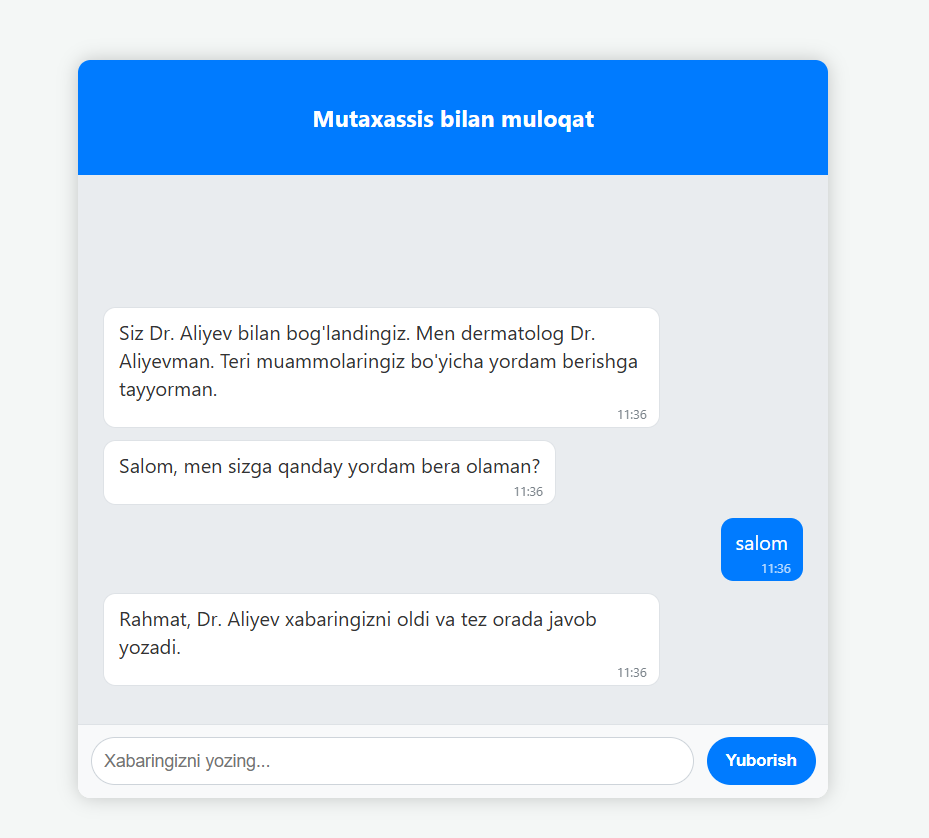 Mutaxassis bilan muloqat
Siz Dr. Aliyev bilan bog'landingiz. Men dermatolog Dr.
Aliyevman. Teri muammolaringiz bo'yicha yordam berishga
tayyorman.
11:36
Salom, men sizga qanday yordam bera olaman?
11:36
salom
11:36
Rahmat, Dr. Aliyev xabaringizni oldi va tez orada javob
yozadi.
11:36
Xabaringizni yozing...
Yuborish